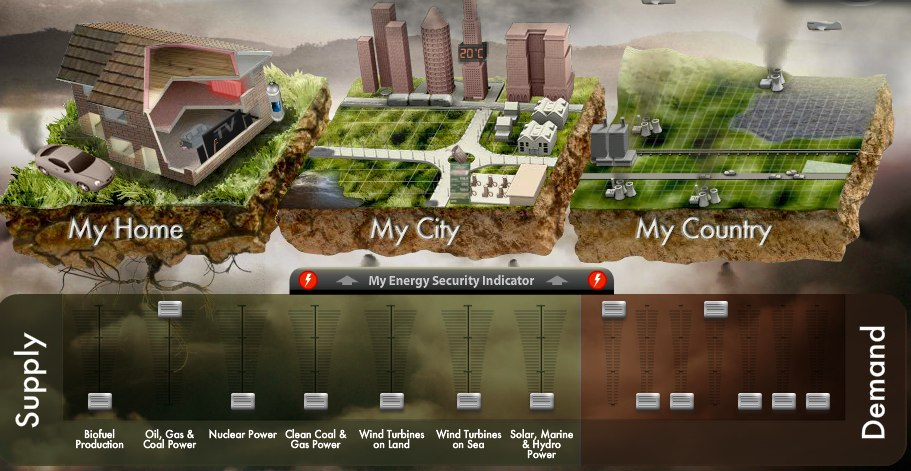 20°C
TV
My Home
My City
My Country
My Energy Security Indicator
Supply
Demand
Biofuel
Production
Oil, Gas &
Coal Power
Nuclear Power
Clean Coal &
Gas Power
Wind Turbines
on Land
Wind Turbines
on Sea
Solar, Marine
& Hydro
Power